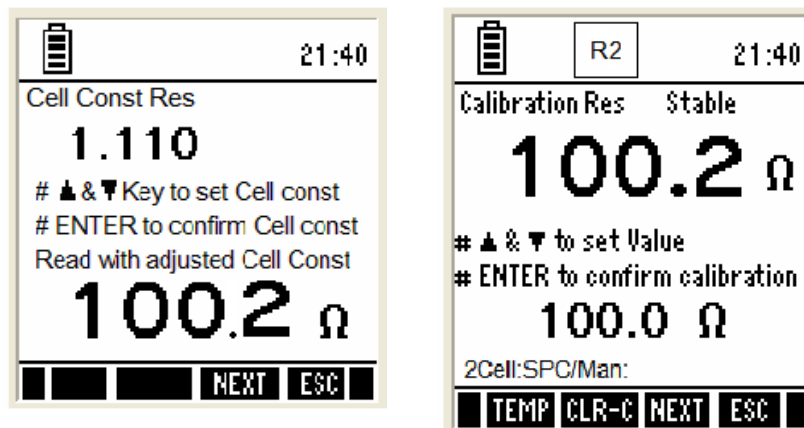 21:40
Cell Const Res
1.110
# ▲ & ▼ Key to set Cell const
# ENTER to confirm Cell const
Read with adjusted Cell Const
100.2 Ω
NEXT ESC
R2 21:40
Calibration Res Stable
100.2 Ω
# ▲ & ▼ to set Value
# ENTER to confirm calibration
100.0 Ω
2Cell:SPC/Man:
TEMP CLR-C NEXT ESC